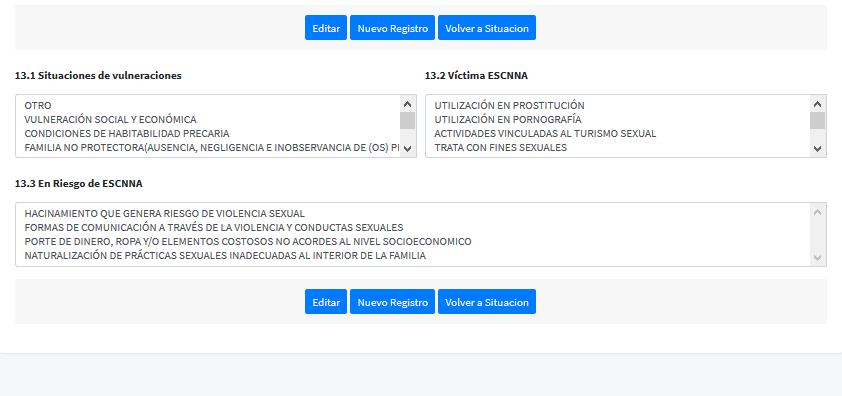 Editar Nuevo Registro Volver a Situacion
13.1 Situaciones de vulneraciones
OTRO
VULNERACIÓN SOCIAL Y ECONÓMICA
CONDICIONES DE HABITABILIDAD PRECARIA
FAMILIA NO PROTECTORA(AUSENCIA, NEGLIGENCIA E INOBSERVANCIA DE (OS)
13.2 Víctima ESCNNA
UTILIZACIÓN EN PROSTITUCIÓN
UTILIZACIÓN EN PORNOGRAFÍA
ACTIVIDADES VINCULADAS AL TURISMO SEXUAL
TRATA CON FINES SEXUALES
13.3 En Riesgo de ESCNNA
HACINAMIENTO QUE GENERA RIESGO DE VIOLENCIA SEXUAL
FORMAS DE COMUNICACIÓN A TRAVÉS DE LA VIOLENCIA Y CONDUCTAS SEXUALES
PORTE DE DINERO, ROPA Y/O ELEMENTOS COSTOSOS NO ACORDES AL NIVEL SOCIOECONOMICO
NATURALIZACIÓN DE PRÁCTICAS SEXUALES INADECUADAS AL INTERIOR DE LA FAMILIA
Editar Nuevo Registro Volver a Situacion